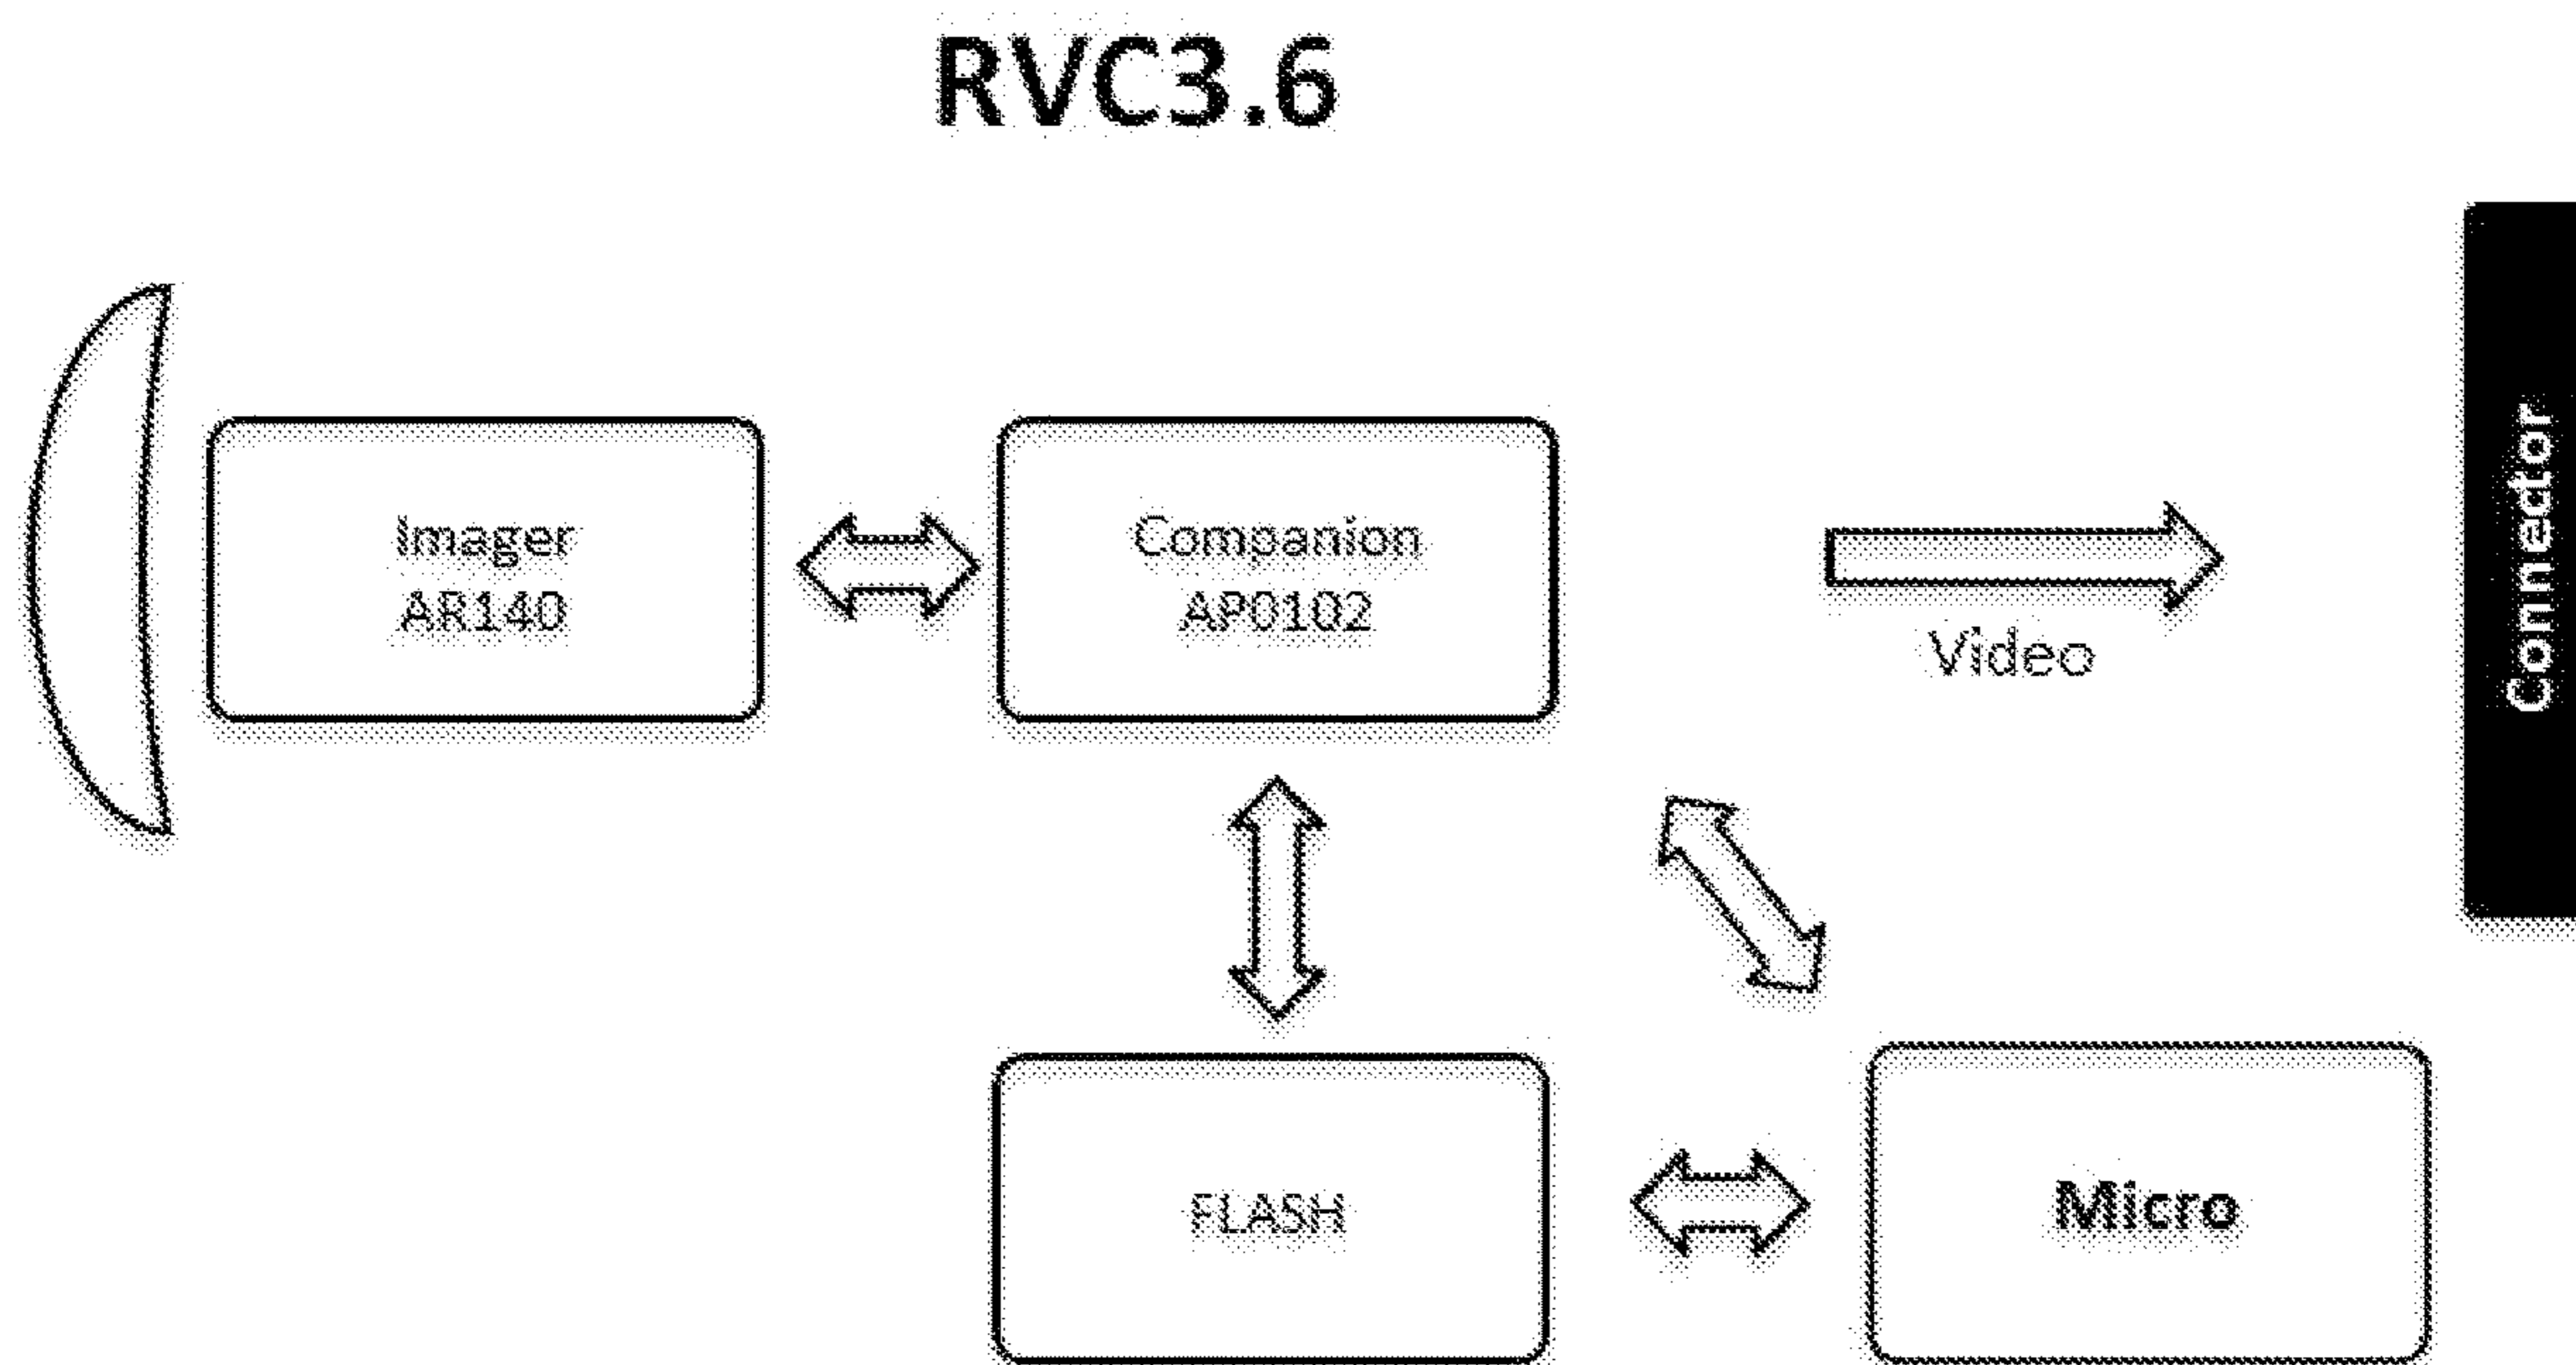 RVC3.6
Imager
AR140
Companion
AP0102
Video
Connector
FLASH
Micro